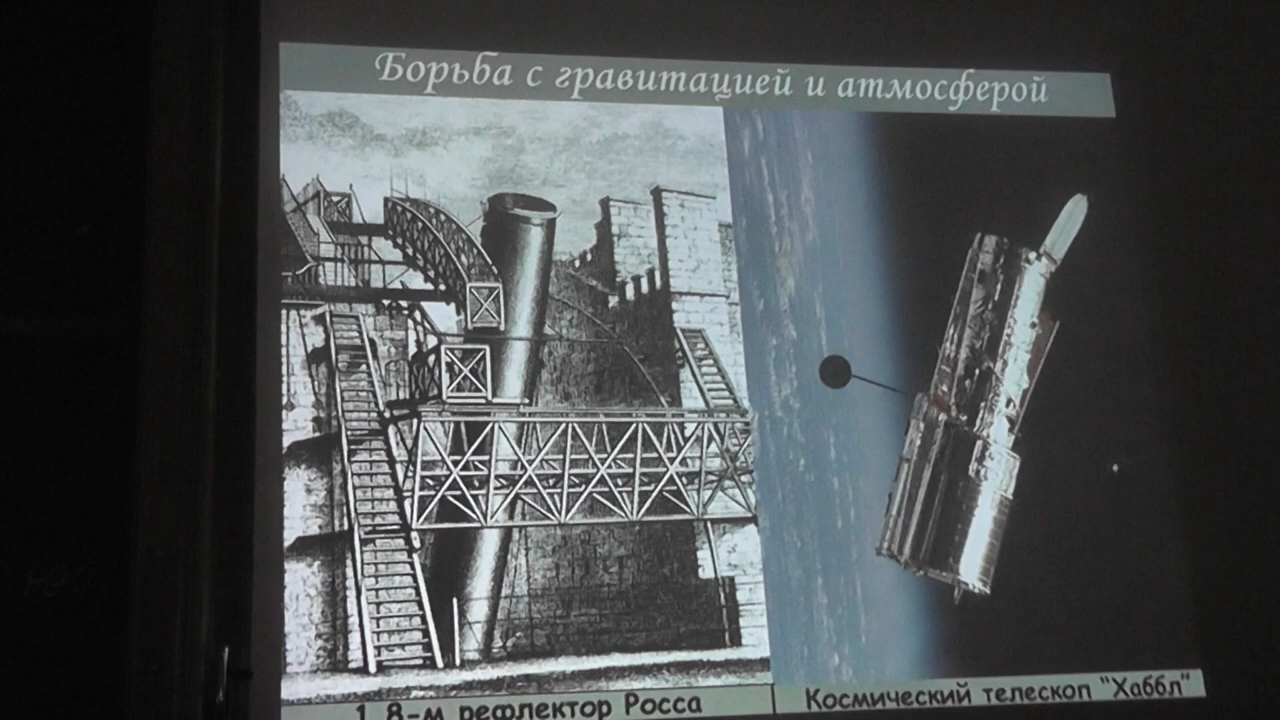 Борьба с гравитацией и атмосферой
1,8-м рефлектор Росса
Космический телескоп "Хаббл"